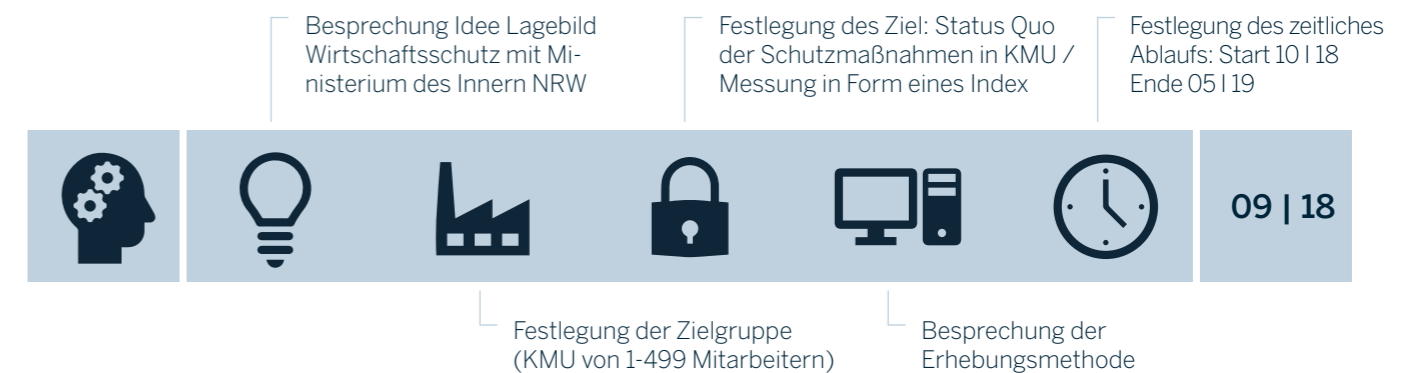 Besprechung Idee Lagebild
Wirtschaftsschutz mit Mi-
nisterium des Innern NRW
Festlegung des Ziel: Status Quo
der Schutzmaßnahmen in KMU /
Messung in Form eines Index
Festlegung des zeitliches
Ablaufs: Start 10 I 18
Ende 05 I 19
09 | 18
Festlegung der Zielgruppe
(KMU von 1-499 Mitarbeitern)
Besprechung der
Erhebungsmethode